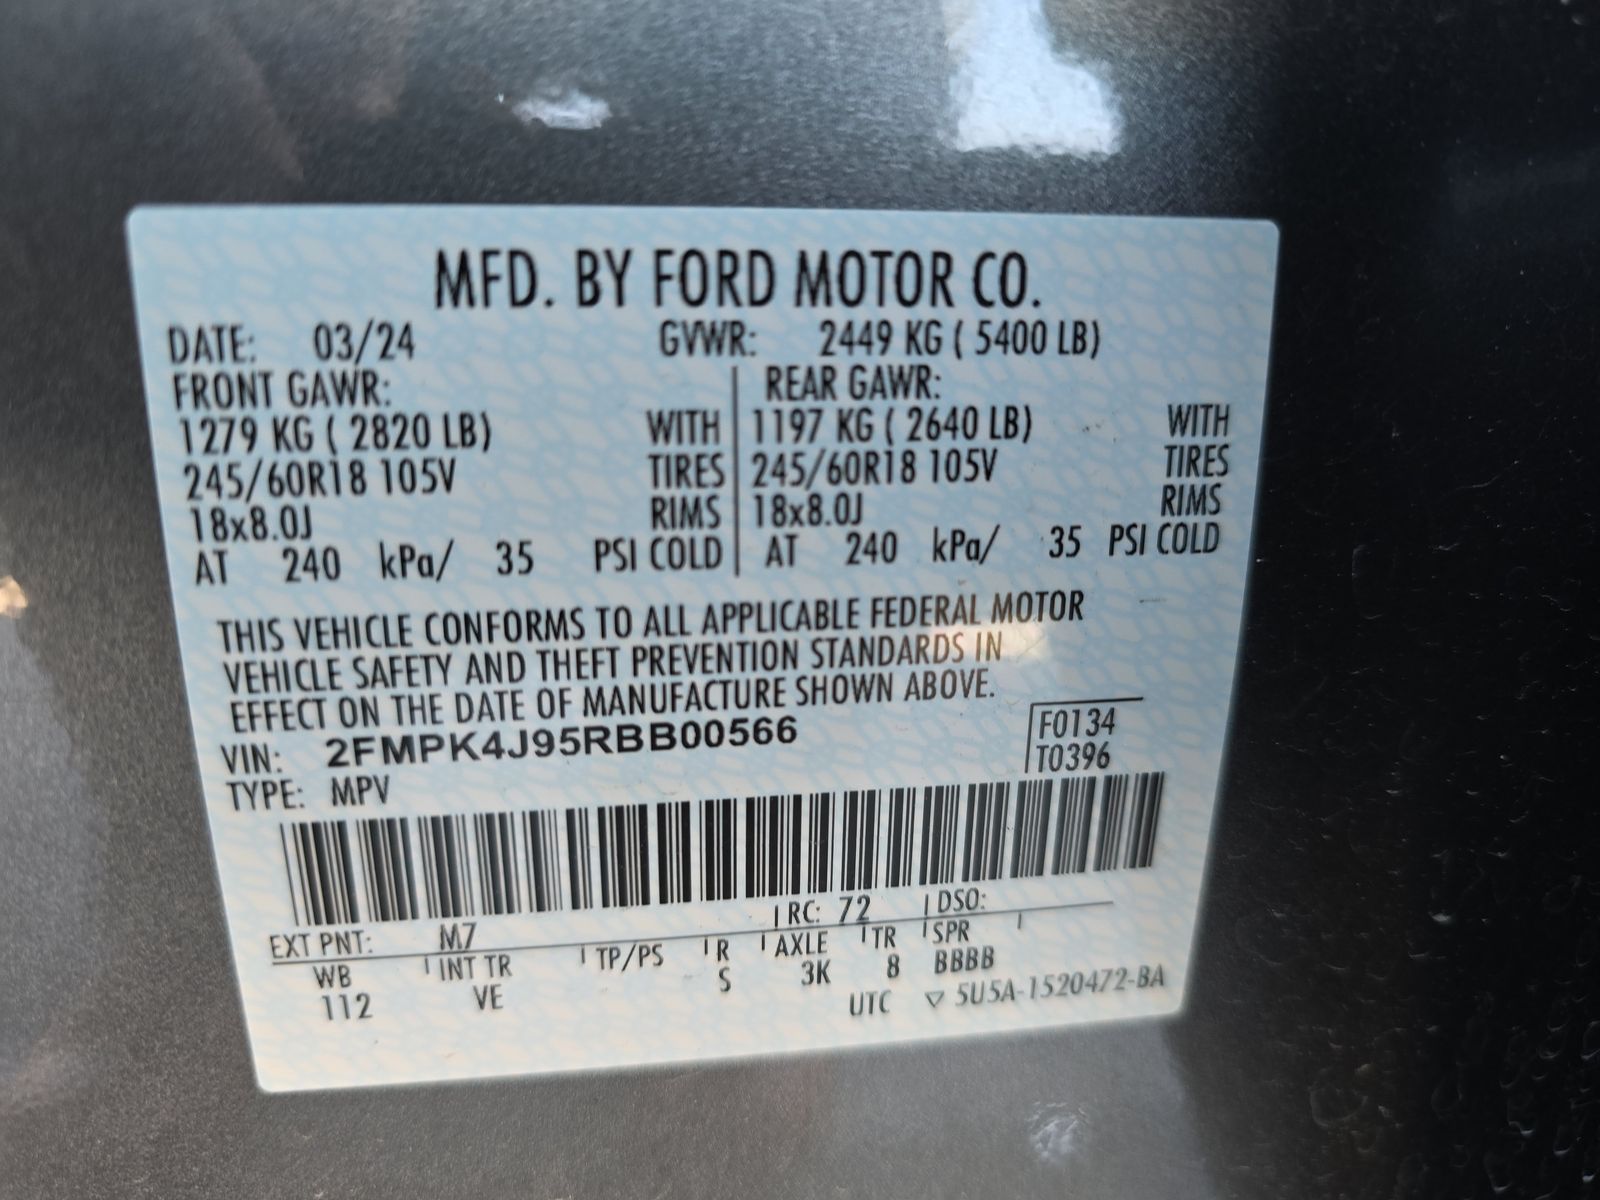 MFD. BY FORD MOTOR CO.
DATE: 03/24 GVWR: 2449 KG ( 5400 LB)
FRONT GAWR: REAR GAWR:
1279 KG ( 2820 LB) WITH 1197 KG ( 2640 LB) WITH
245/60R18 105V TIRES 245/60R18 105V TIRES
18x8.0J RIMS 18x8.0J RIMS
AT 240 kPa/ 35 PSI COLD AT 240 kPa/ 35 PSI COLD
THIS VEHICLE CONFORMS TO ALL APPLICABLE FEDERAL MOTOR
VEHICLE SAFETY AND THEFT PREVENTION STANDARDS IN
EFFECT ON THE DATE OF MANUFACTURE SHOWN ABOVE.
VIN: 2FMPK4J95RBB00566 F0134
TYPE: MPV T0396
EXT PNT: M7 RC: 72 DSO:
WB INT TR TP/PS R AXLE TR SPR
112 VE S 3K 8 BBBB
UTC ▽ 5U5A-1520472-BA